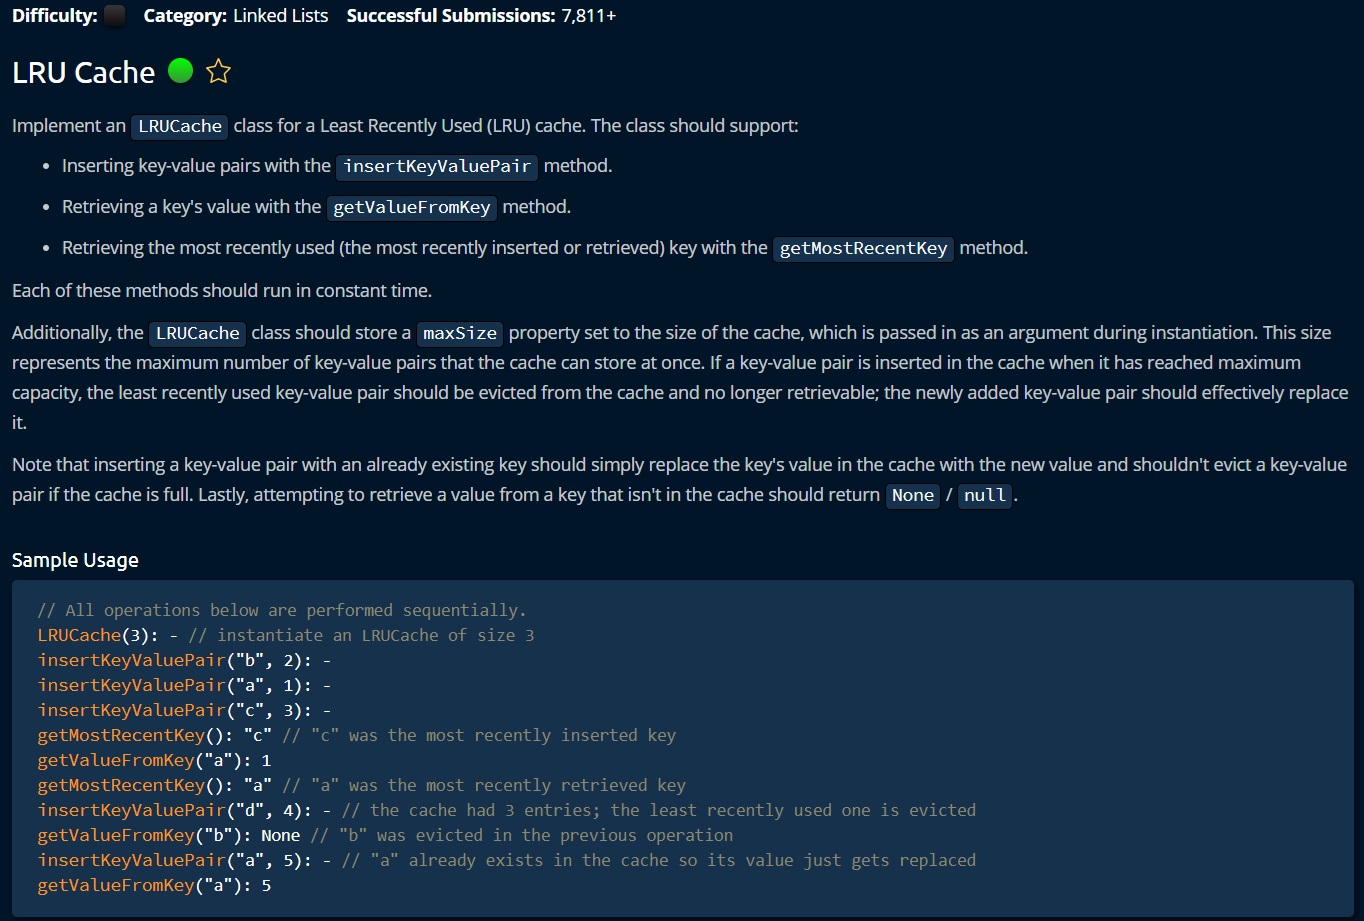 Difficulty: Category: Linked Lists Successful Submissions: 7,811+
LRU Cache
Implement an LRUCache class for a Least Recently Used (LRU) cache. The class should support:
• Inserting key-value pairs with the insertKeyValuePair method.
• Retrieving a key's value with the getValueFromKey method.
• Retrieving the most recently used (the most recently inserted or retrieved) key with the getMostRecentKey method.
Each of these methods should run in constant time.
Additionally, the LRUCache class should store a maxSize property set to the size of the cache, which is passed in as an argument during instantiation. This size
represents the maximum number of key-value pairs that the cache can store at once. If a key-value pair is inserted in the cache when it has reached maximum
capacity, the least recently used key-value pair should be evicted from the cache and no longer retrievable; the newly added key-value pair should effectively replace
it.
Note that inserting a key-value pair with an already existing key should simply replace the key's value in the cache with the new value and shouldn't evict a key-value
pair if the cache is full. Lastly, attempting to retrieve a value from a key that isn't in the cache should return None / null .
Sample Usage
// All operations below are performed sequentially.
LRUCache(3): - // instantiate an LRUCache of size 3
insertKeyValuePair("b", 2): -
insertKeyValuePair("a", 1): -
insertKeyValuePair("c", 3): -
getMostRecentKey(): "c" // "c" was the most recently inserted key
getValueFromKey("a"): 1
getMostRecentKey(): "a" // "a" was the most recently retrieved key
insertKeyValuePair("d", 4): - // the cache had 3 entries; the least recently used one is evicted
getValueFromKey("b"): None // "b" was evicted in the previous operation
insertKeyValuePair("a", 5): - // "a" already exists in the cache so its value just gets replaced
getValueFromKey("a"): 5